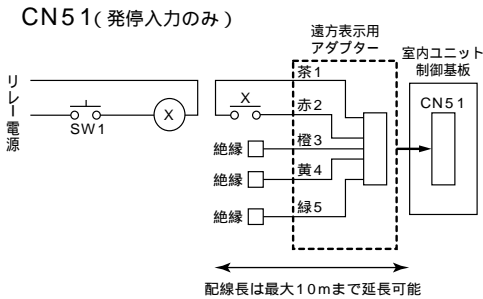 CN51(発停入力のみ)
遠方表示用
アダプター
室内ユニット
制御基板
リレー電源
SW1
X
X
茶1
赤2
橙3
黄4
緑5
絶縁
絶縁
絶縁
CN51
配線長は最大10mまで延長可能